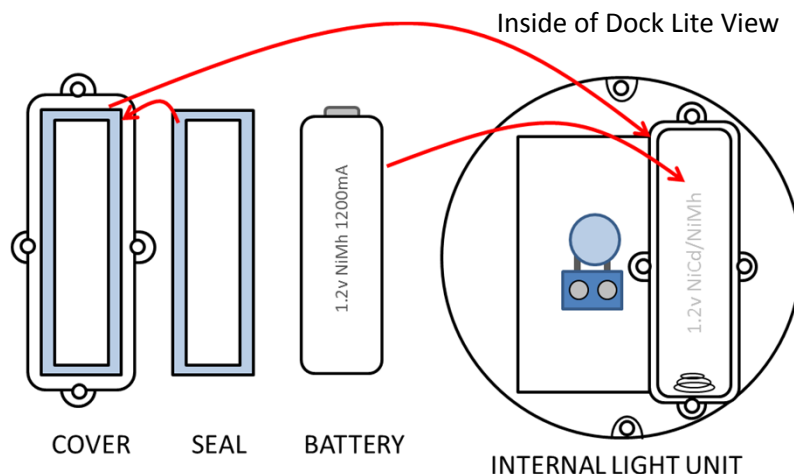 Inside of Dock Lite View
1.2v NiMh 1200mA
1.2v NiCd/NiMh
COVER
SEAL
BATTERY
INTERNAL LIGHT UNIT